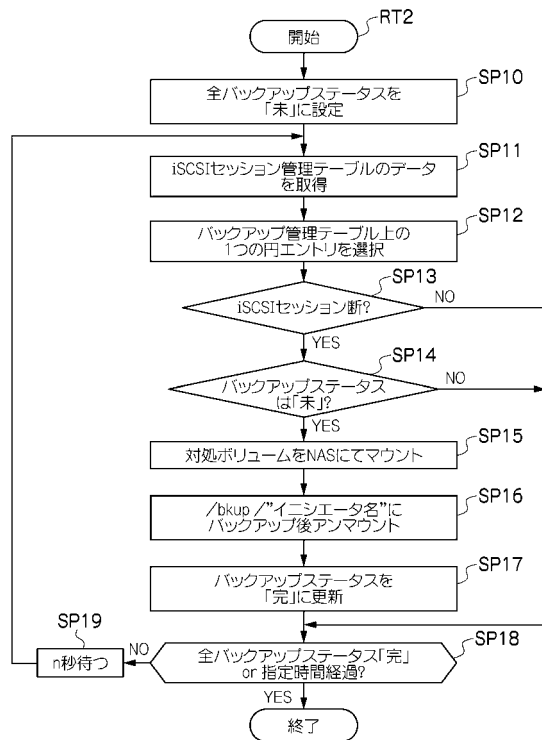 RT2
開始
SP10
全バックアップステータスを
「未」に設定
SP11
iSCSIセッション管理テーブルのデータ
を取得
SP12
バックアップ管理テーブル上の
1つの円エントリを選択
SP13
iSCSIセッション断?
NO
YES
SP14
バックアップステータス
は「未」?
NO
YES
SP15
対処ボリュームをNASにてマウント
SP16
/bkup/"イニシエータ名"に
バックアップ後アンマウント
SP17
バックアップステータスを
「完」に更新
SP18
全バックアップステータス「完」
or 指定時間経過?
NO
SP19
n秒待つ
YES
終了